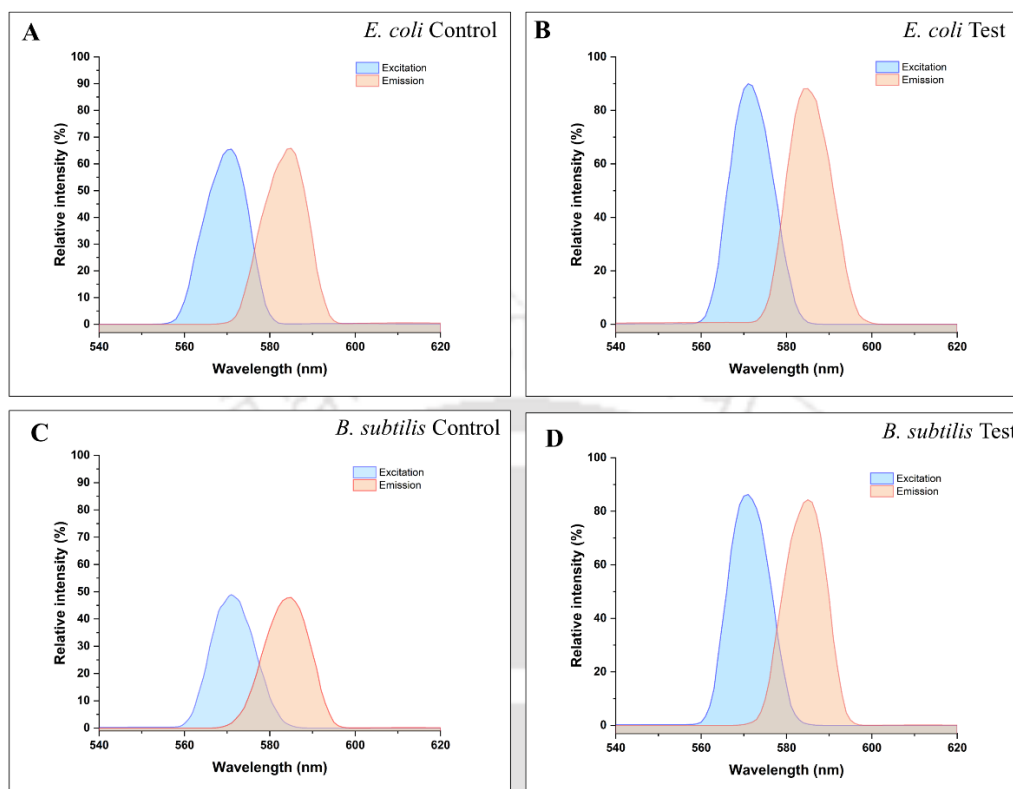 A
E. coli Control
Relative intensity (%)
100
90
80
70
60
50
40
30
20
10
0
Excitation
Emission
540
560
580
600
620
Wavelength (nm)
B
E. coli Test
Relative intensity (%)
100
80
60
40
20
0
Excitation
Emission
540
560
580
600
620
Wavelength (nm)
C
B. subtilis Control
Relative intensity (%)
100
90
80
70
60
50
40
30
20
10
0
Excitation
Emission
540
560
580
600
620
Wavelength (nm)
D
B. subtilis Test
Relative intensity (%)
100
80
60
40
20
0
Excitation
Emission
540
560
580
600
620
Wavelength (nm)